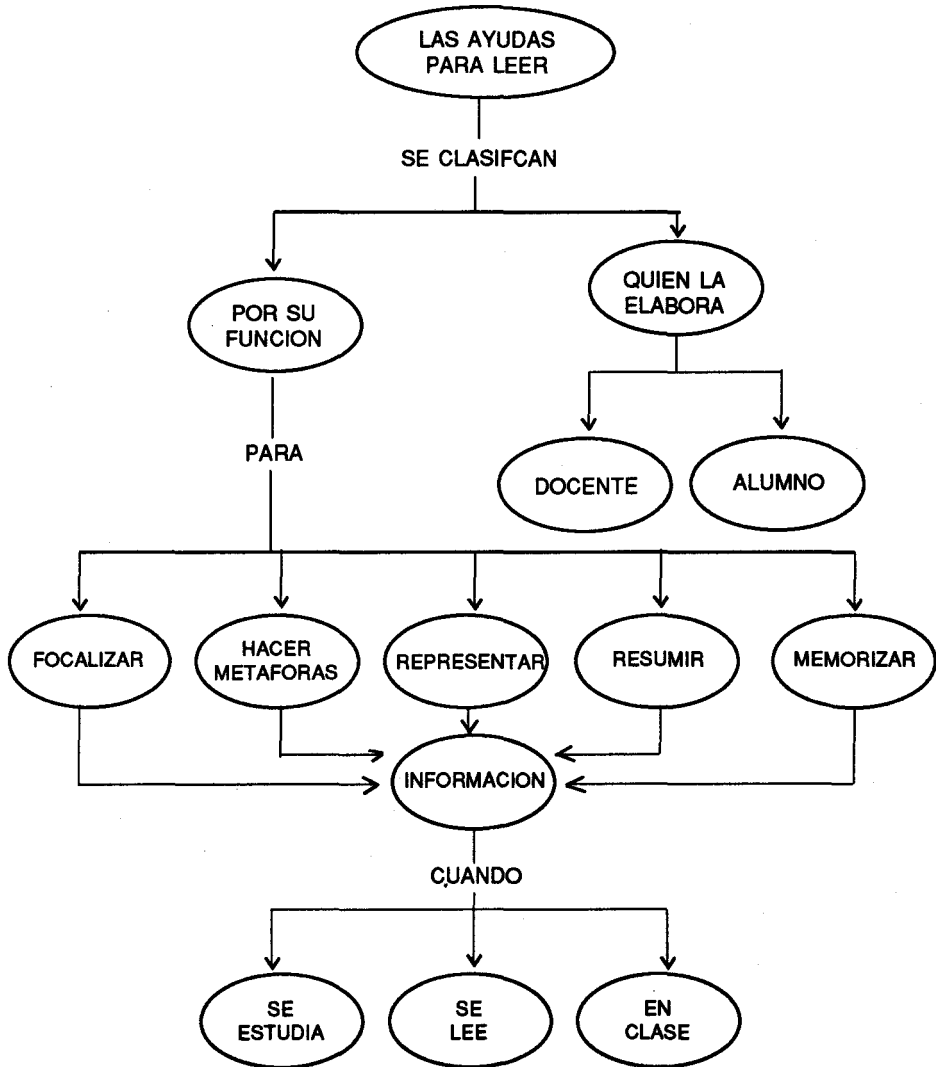 LAS AYUDAS
PARA LEER
SE CLASIFCAN
POR SU
FUNCION
QUIEN LA
ELABORA
PARA
DOCENTE
ALUMNO
FOCALIZAR
HACER
METAFORAS
REPRESENTAR
RESUMIR
MEMORIZAR
INFORMACION
CUANDO
SE
ESTUDIA
SE
LEE
EN
CLASE